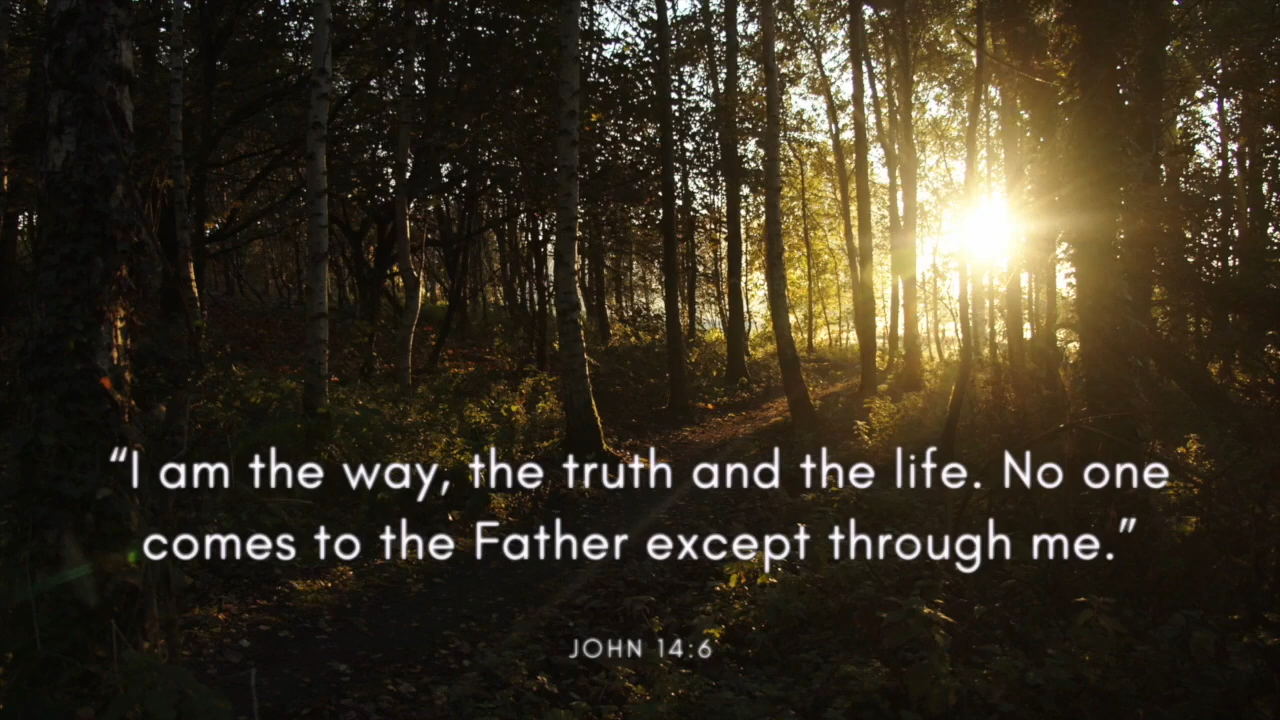 “I am the way, the truth and the life. No one
comes to the Father except through me.”
JOHN 14:6